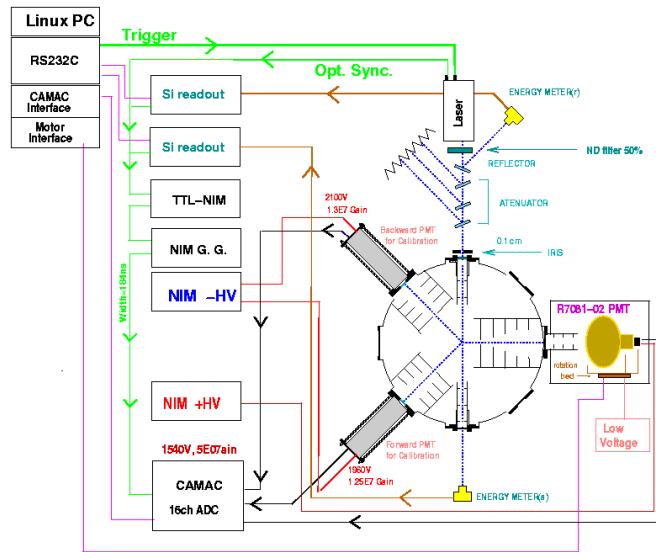 Linux PC
RS232C
CAMAC
Interface
Motor
Interface
Trigger
Opt. Sync.
Si readout
Si readout
TTL-NIM
NIM G. G.
NIM -HV
Width=184ns
NIM +HV
1540V, 5E07ain
CAMAC
16ch ADC
Laser
ENERGY METER(r)
ND filter 50%
REFLECTOR
ATENUATOR
0.1 cm
IRIS
2100V
1.3E7 Gain
Backward PMT
for Calibration
R7081-02 PMT
rotation
bed
Low
Voltage
Forward PMT
for Calibration
1960V
1.25E7 Gain
ENERGY METER(a)